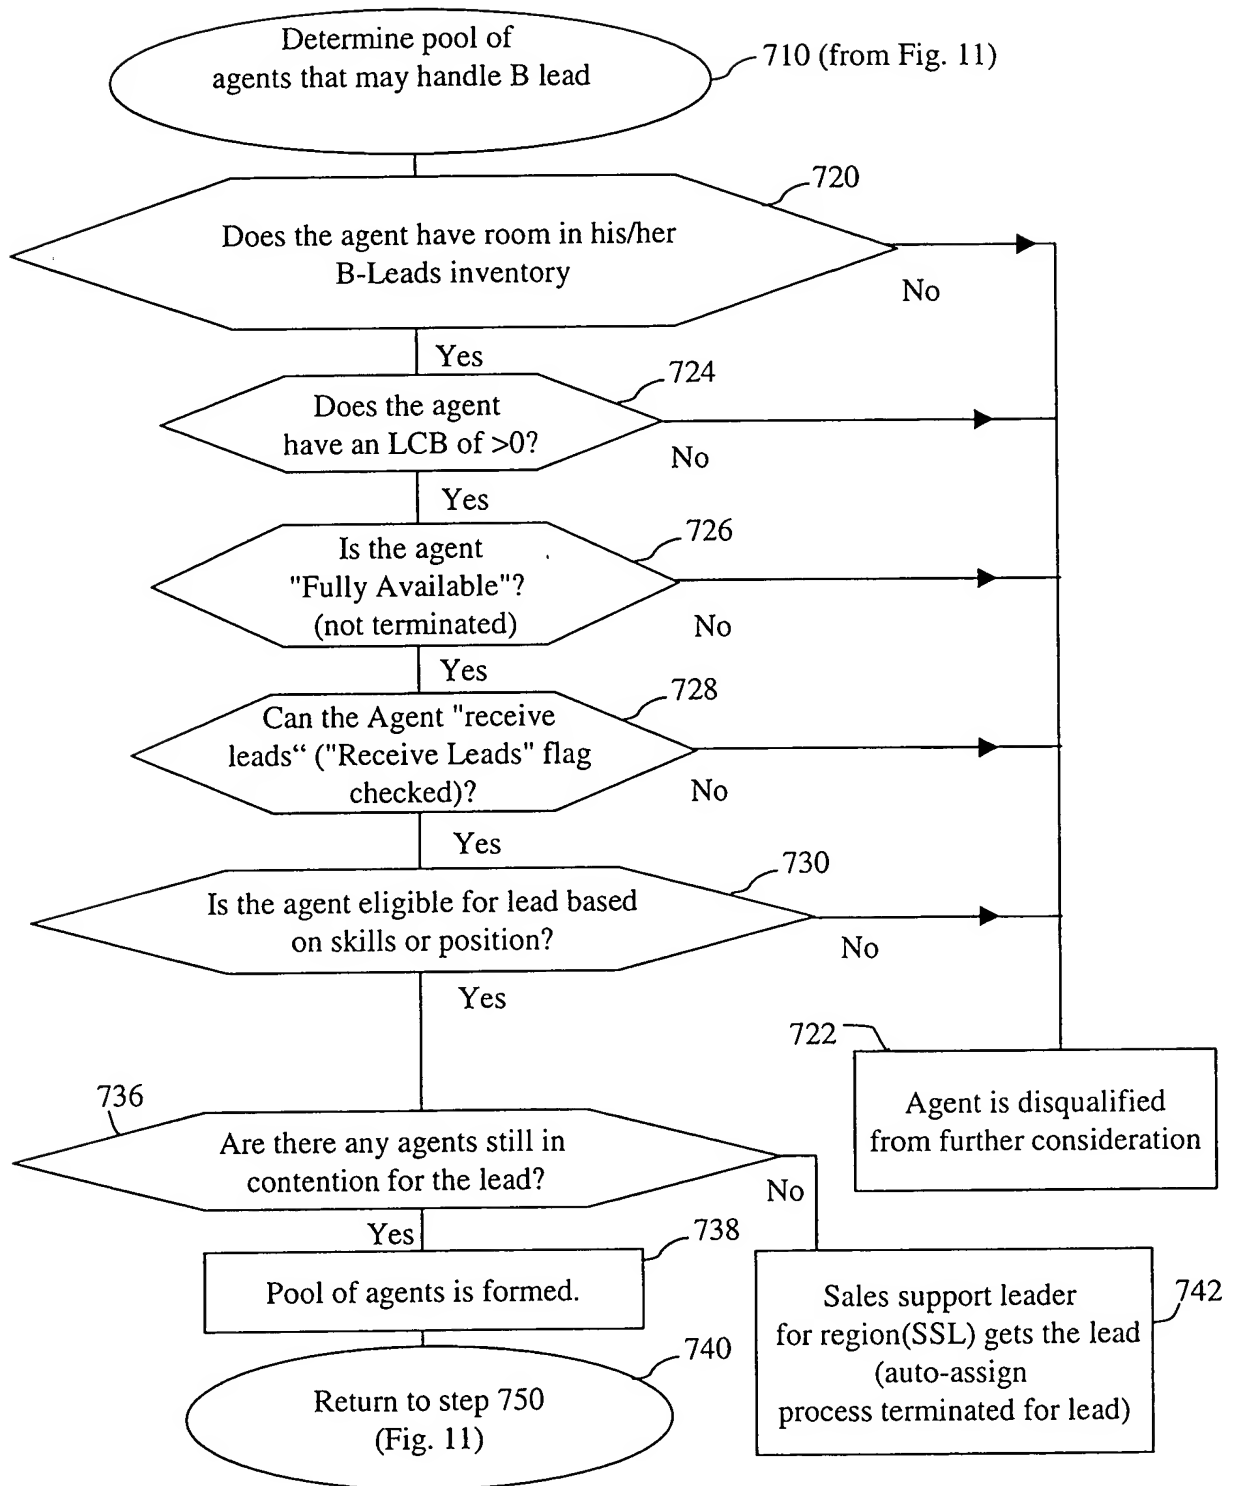 Determine pool of
agents that may handle B lead
710 (from Fig. 11)
720
Does the agent have room in his/her
B-Leads inventory
No
Yes
724
Does the agent
have an LCB of >0?
No
Yes
726
Is the agent
"Fully Available"?
(not terminated)
No
Yes
728
Can the Agent "receive
leads“ ("Receive Leads" flag
checked)?
No
Yes
730
Is the agent eligible for lead based
on skills or position?
No
Yes
722
Agent is disqualified
from further consideration
736
Are there any agents still in
contention for the lead?
No
Yes
738
Pool of agents is formed.
740
Return to step 750
(Fig. 11)
742
Sales support leader
for region(SSL) gets the lead
(auto-assign
process terminated for lead)